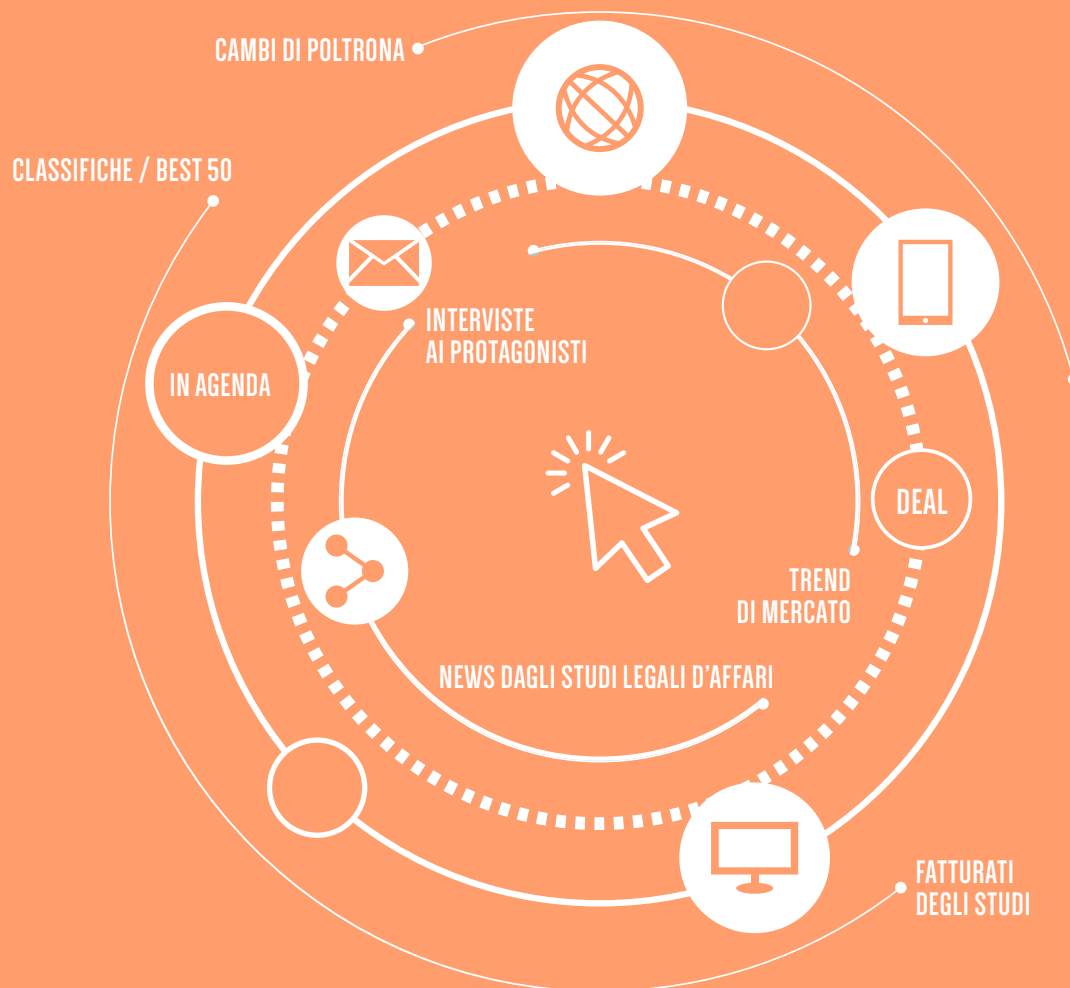 CAMBI DI POLTRONA
CLASSIFICHE / BEST 50
INTERVISTE
AI PROTAGONISTI
IN AGENDA
DEAL
TREND
DI MERCATO
NEWS DAGLI STUDI LEGALI D'AFFARI
FATTURATI
DEGLI STUDI